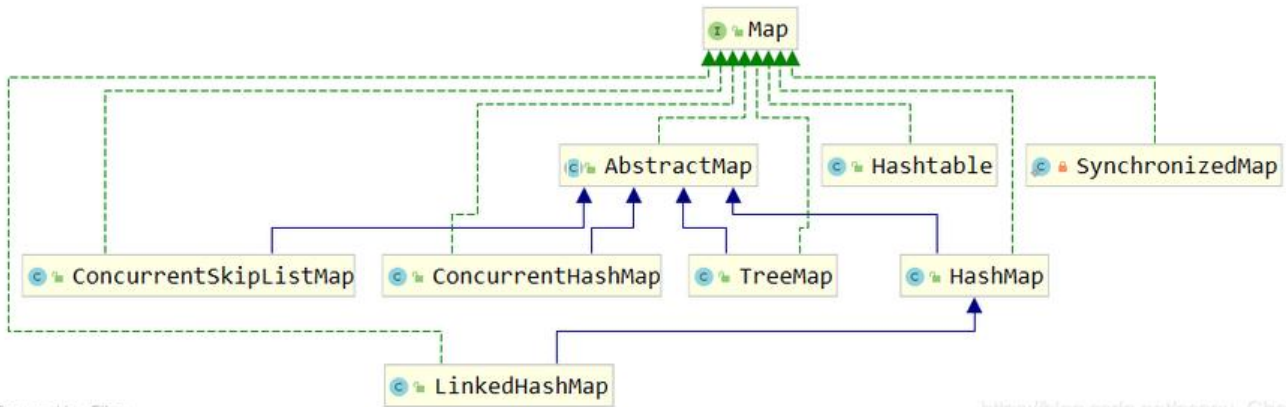 Map
AbstractMap
Hashtable
SynchronizedMap
ConcurrentSkipListMap
ConcurrentHashMap
TreeMap
HashMap
LinkedHashMap